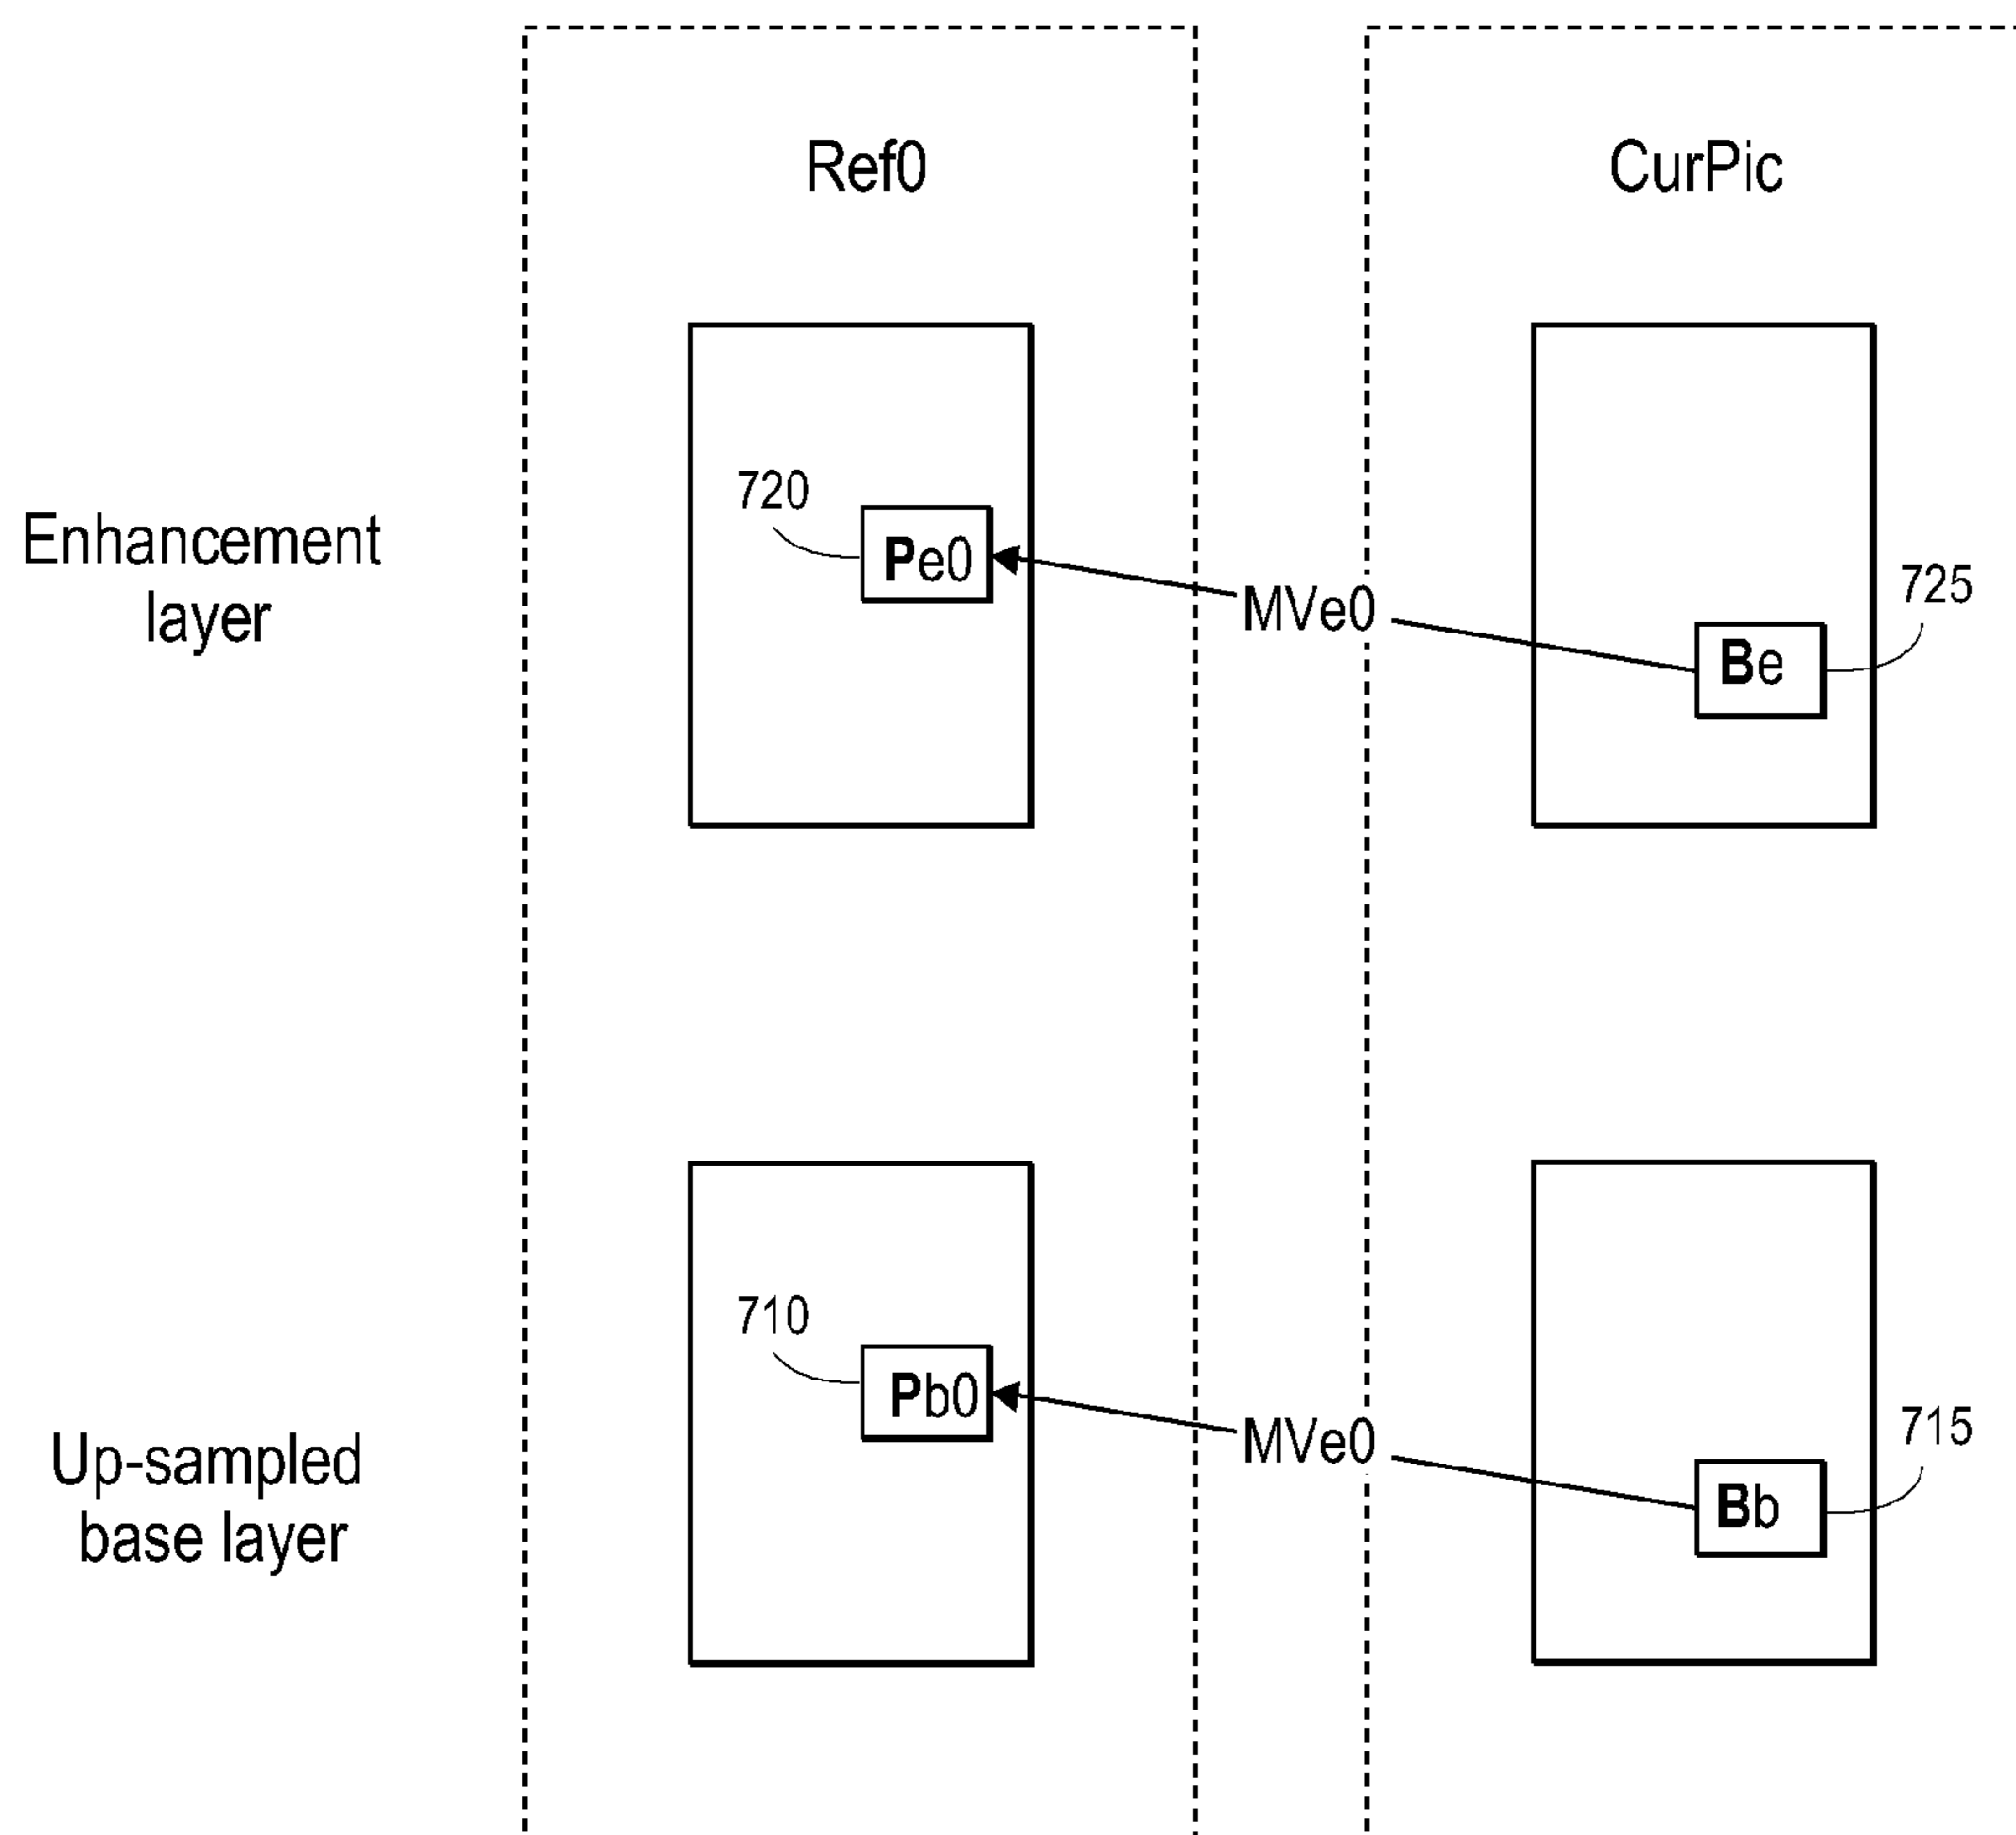 Ref0
CurPic
Enhancement
layer
720
Pe0
MVe0
725
Be
Up-sampled
base layer
710
Pb0
MVe0
715
Bb